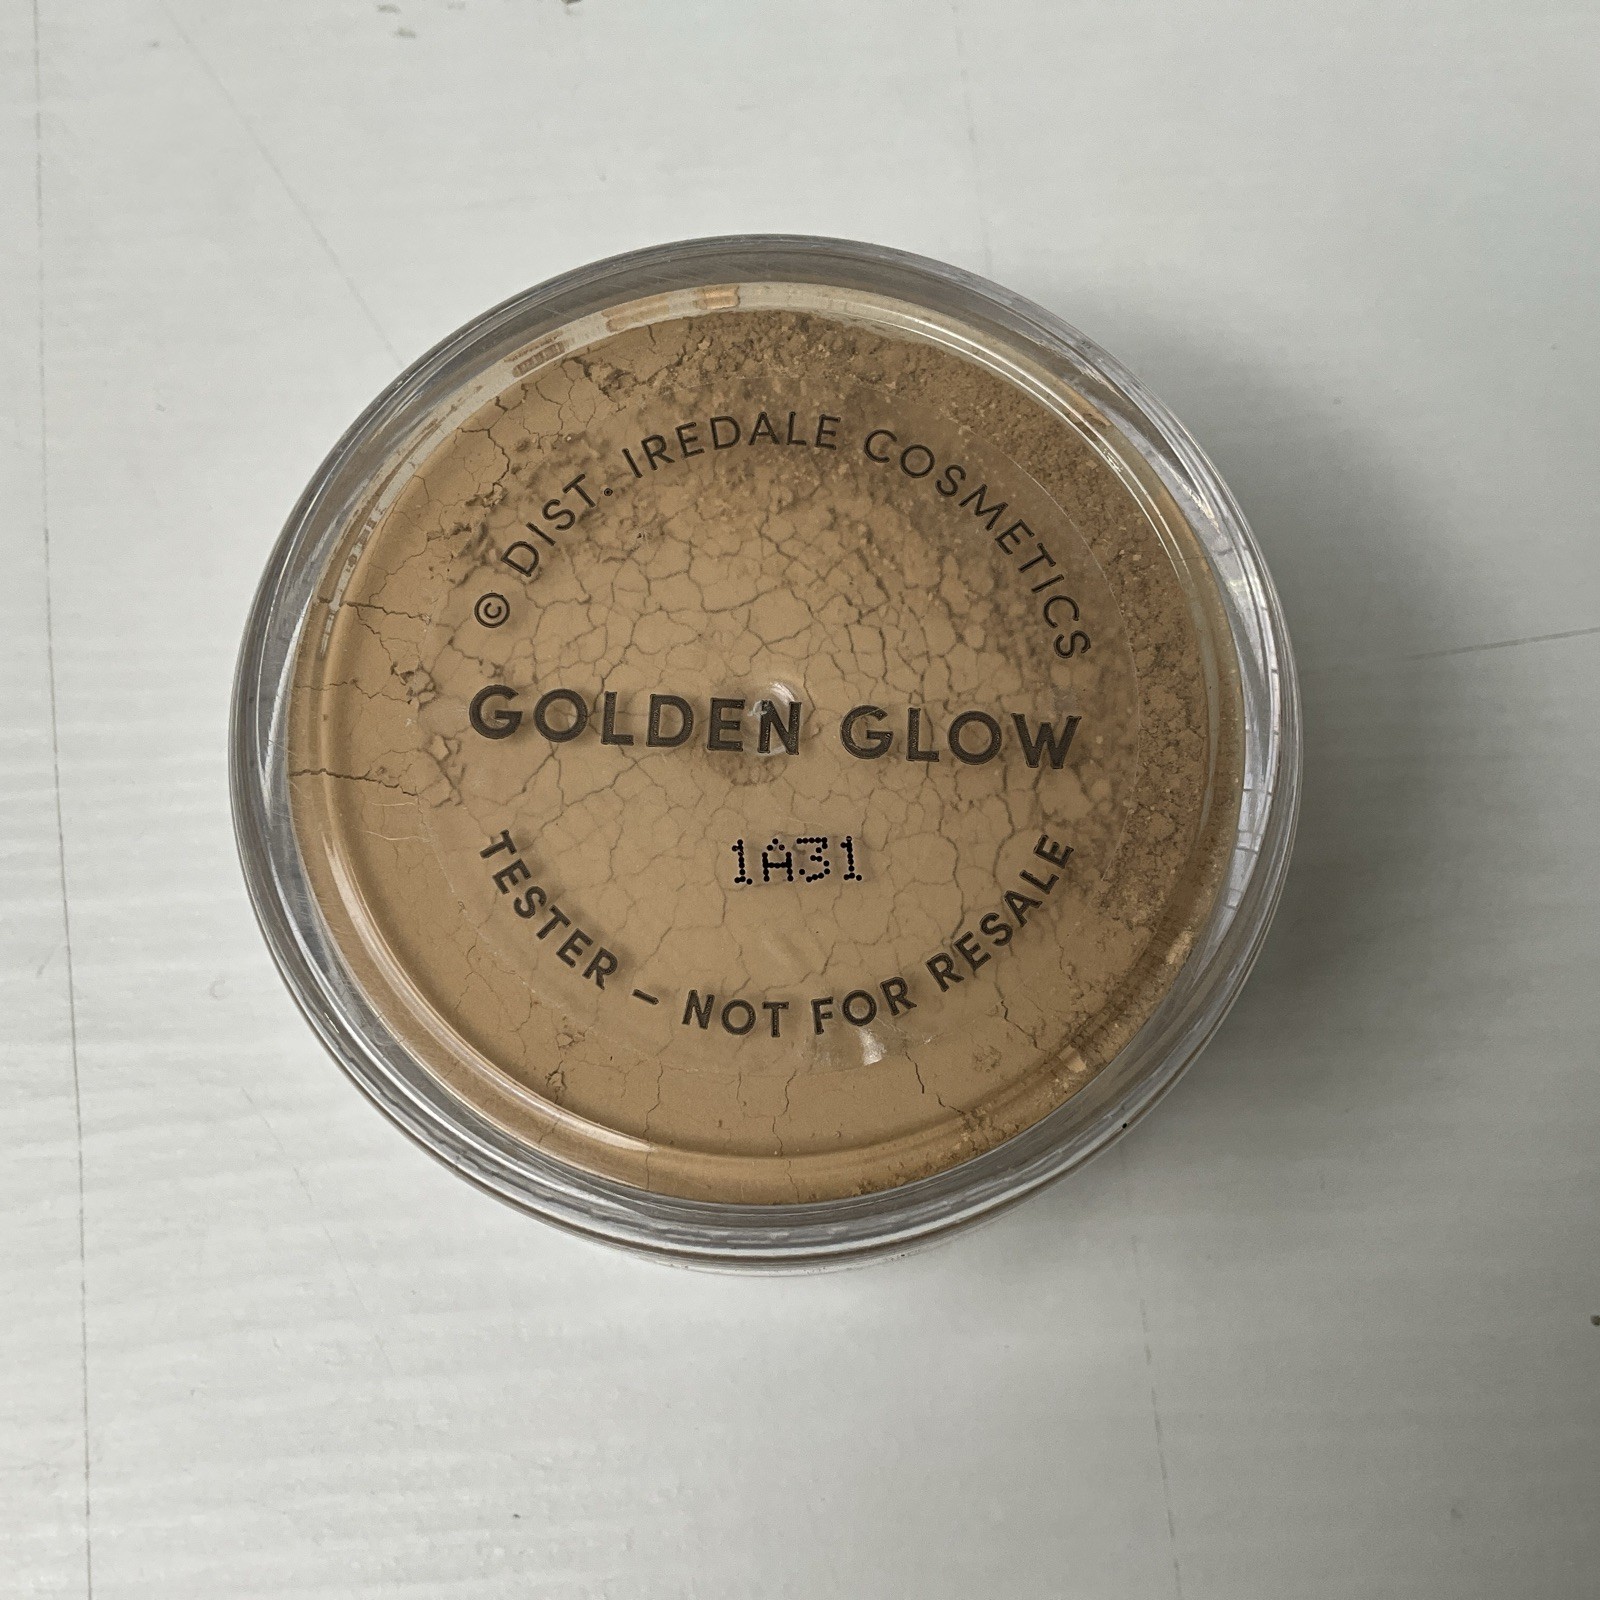 © DIST. IREDALE COSMETICS
GOLDEN GLOW
1A31
TESTER – NOT FOR RESALE